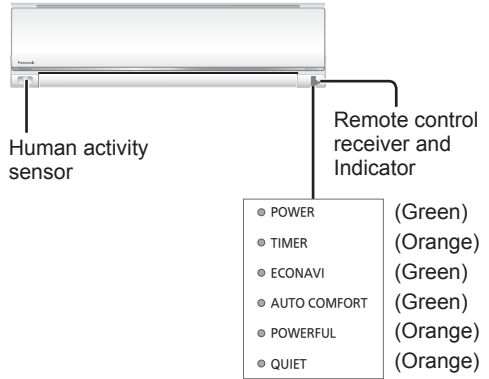 Panasonic
Human activity
sensor
Remote control
receiver and
Indicator
POWER (Green)
TIMER (Orange)
ECONAVI (Green)
AUTO COMFORT (Green)
POWERFUL (Orange)
QUIET (Orange)